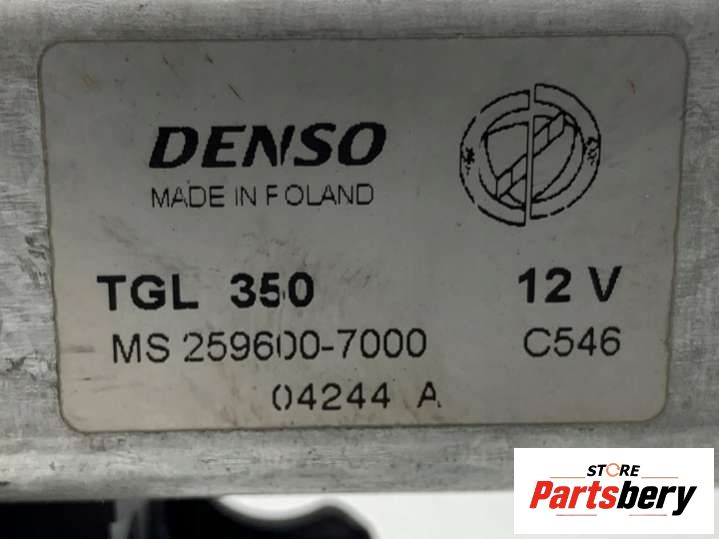 DENSO
MADE IN POLAND
TGL 350 12 V
MS 259600-7000 C546
04244 A
STORE
Partsbery